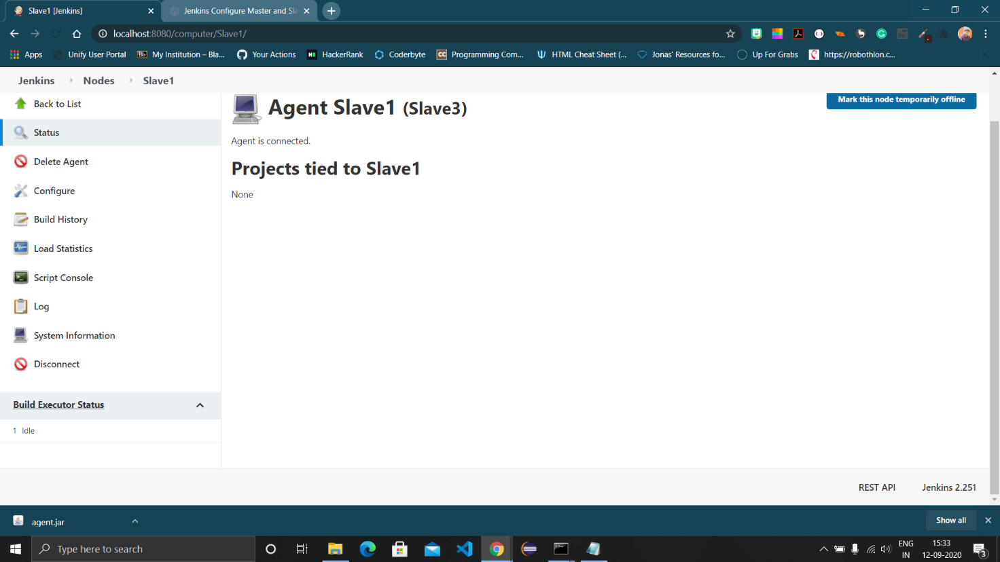 Slave1 [Jenkins]
Jenkins Configure Master and Sla
localhost:8080/computer/Slave1/
Apps
Unify User Portal
Bb
My Institution – Bla...
Your Actions
HackerRank
Coderbyte
CC
Programming Com...
HTML Cheat Sheet (...
Jonas' Resources fo...
Up For Grabs
https://robothlon.c...
Jenkins
Nodes
Slave1
Back to List
Status
Delete Agent
Configure
Build History
Load Statistics
Script Console
Log
System Information
Disconnect
Build Executor Status
1 Idle
Agent Slave1 (Slave3)
Mark this node temporarily offline
Agent is connected.
Projects tied to Slave1
None
REST API
Jenkins 2.251
agent.jar
Show all
Type here to search
ENG
IN
15:33
12-09-2020
3